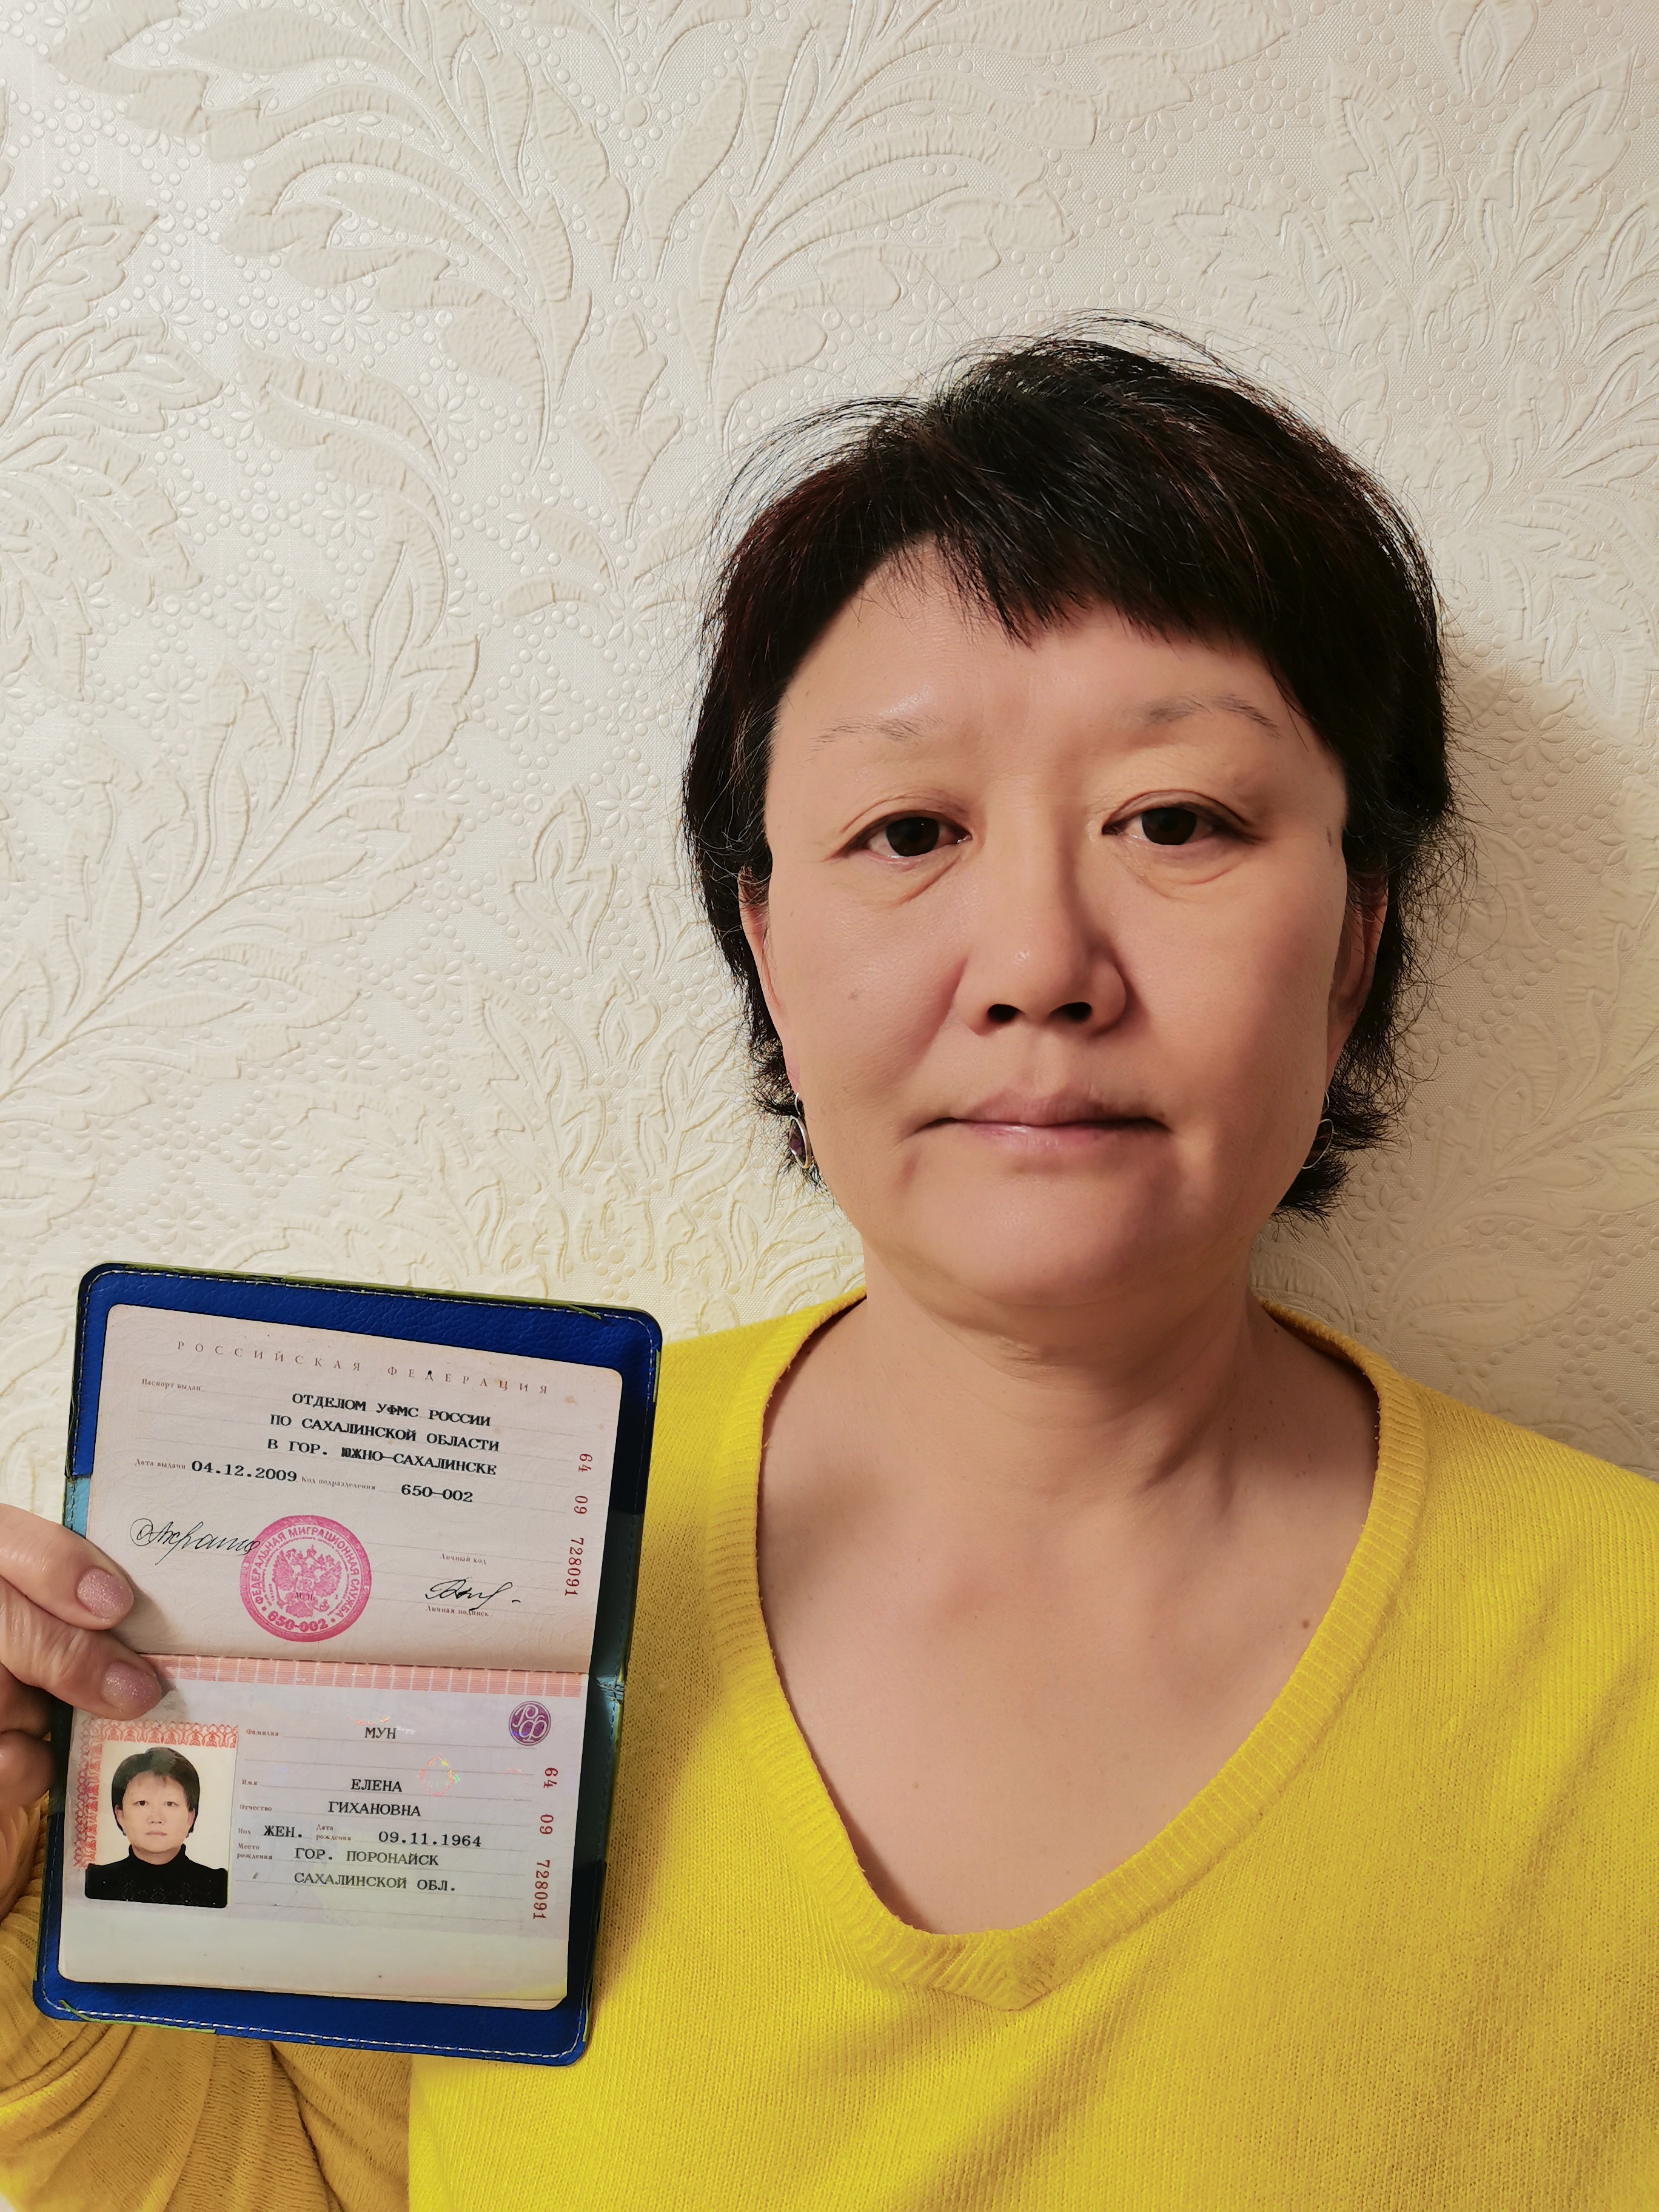 РОССИЙСКАЯ ФЕДЕРАЦИЯ
Паспорт выдан
ОТДЕЛОМ УФМС РОССИИ
ПО САХАЛИНСКОЙ ОБЛАСТИ
В ГОР. ЮЖНО-САХАЛИНСКЕ
Дата выдачи 04.12.2009 Код подразделения 650-002
64 09 728091
ФЕДЕРАЛЬНАЯ МИГРАЦИОННАЯ СЛУЖБА
650-002
Личный код
Личная подпись
Фамилия МУН
РФ
Имя ЕЛЕНА
Отчество ГИХАНОВНА
Пол ЖЕН. Дата рождения 09.11.1964
Место рождения ГОР. ПОРОНАЙСК
САХАЛИНСКОЙ ОБЛ.
64 09 728091